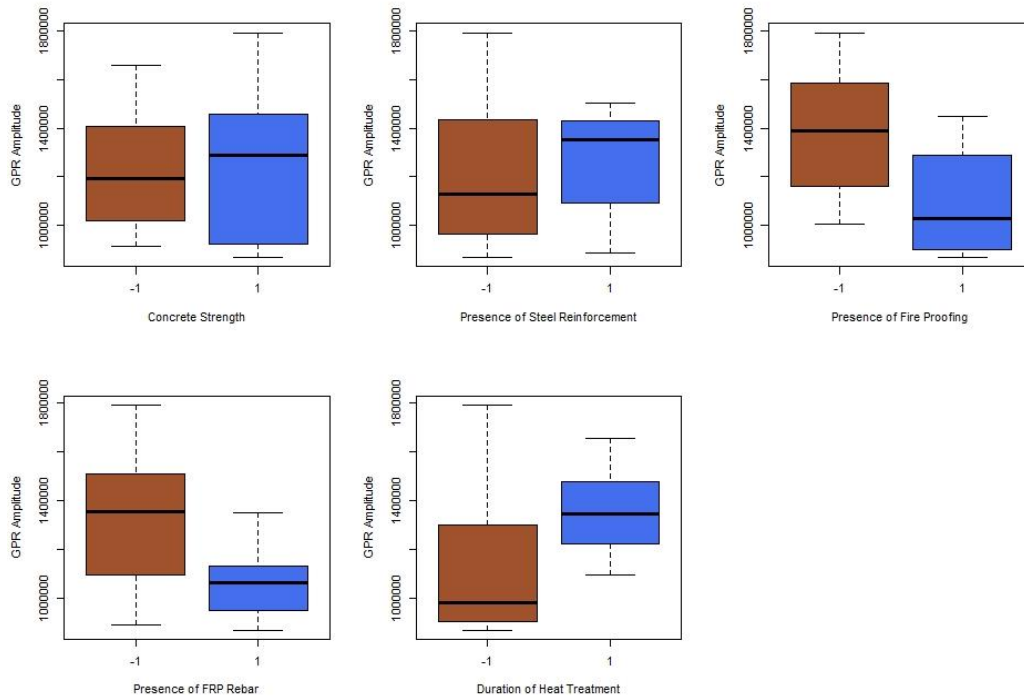 GPR Amplitude
1000000
1400000
1800000
-1
1
Concrete Strength
GPR Amplitude
1000000
1400000
1800000
-1
1
Presence of Steel Reinforcement
GPR Amplitude
1000000
1400000
1800000
-1
1
Presence of Fire Proofing
GPR Amplitude
1000000
1400000
1800000
-1
1
Presence of FRP Rebar
GPR Amplitude
1000000
1400000
1800000
-1
1
Duration of Heat Treatment